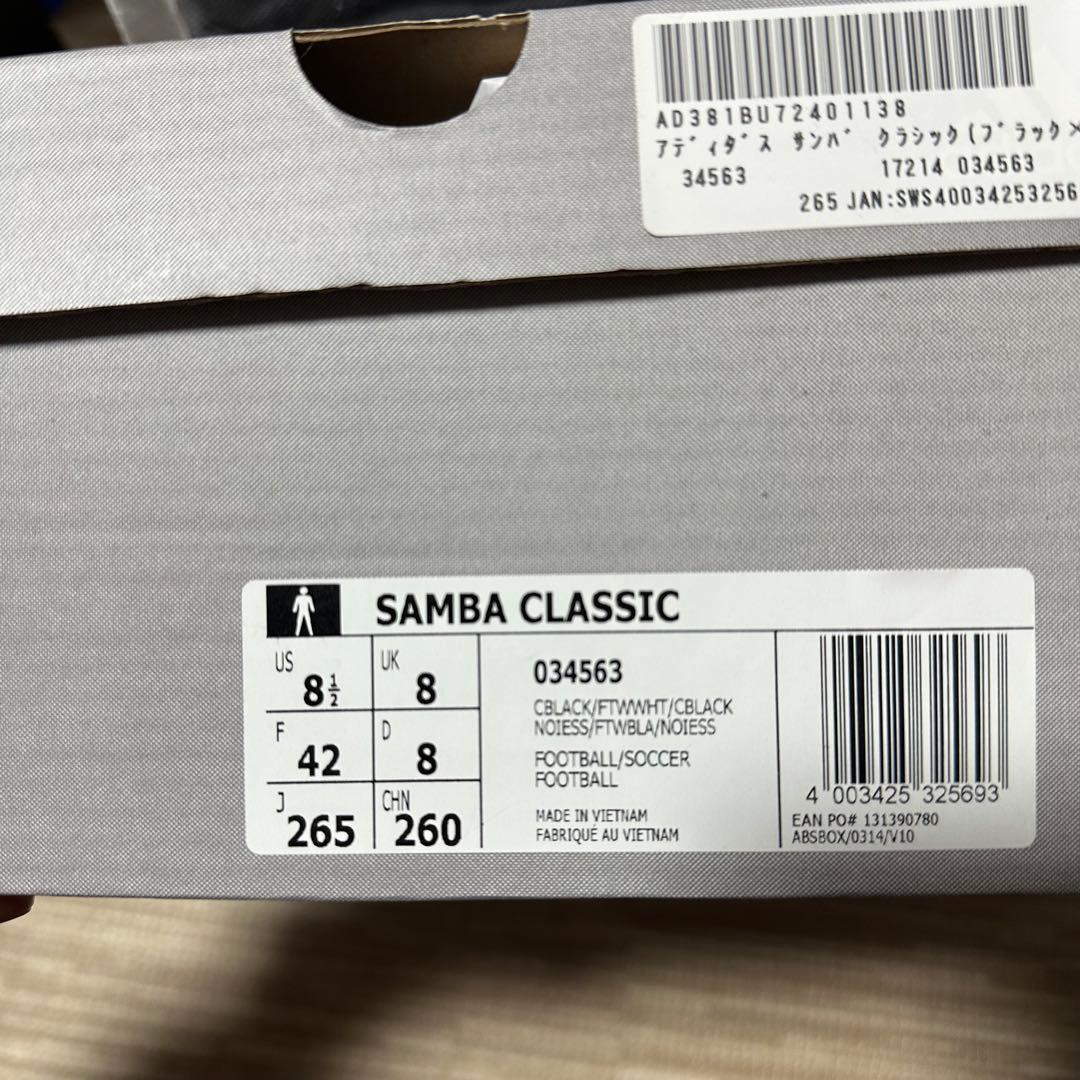 AD381BU72401138
ｱﾃﾞｨﾀﾞｽ ｻﾝﾊﾞ ｸﾗｼｯｸ(ﾌﾞﾗｯｸ×
34563 17214 034563
265 JAN:SWS40034253256
SAMBA CLASSIC
US 8½ UK 8
F 42 D 8
J 265 CHN 260
034563
CBLACK/FTWWHT/CBLACK
NOIESS/FTWBLA/NOIESS
FOOTBALL/SOCCER
FOOTBALL
MADE IN VIETNAM
FABRIQUÉ AU VIETNAM
4 003425 325693
EAN PO# 131390780
ABSBOX/0314/V10